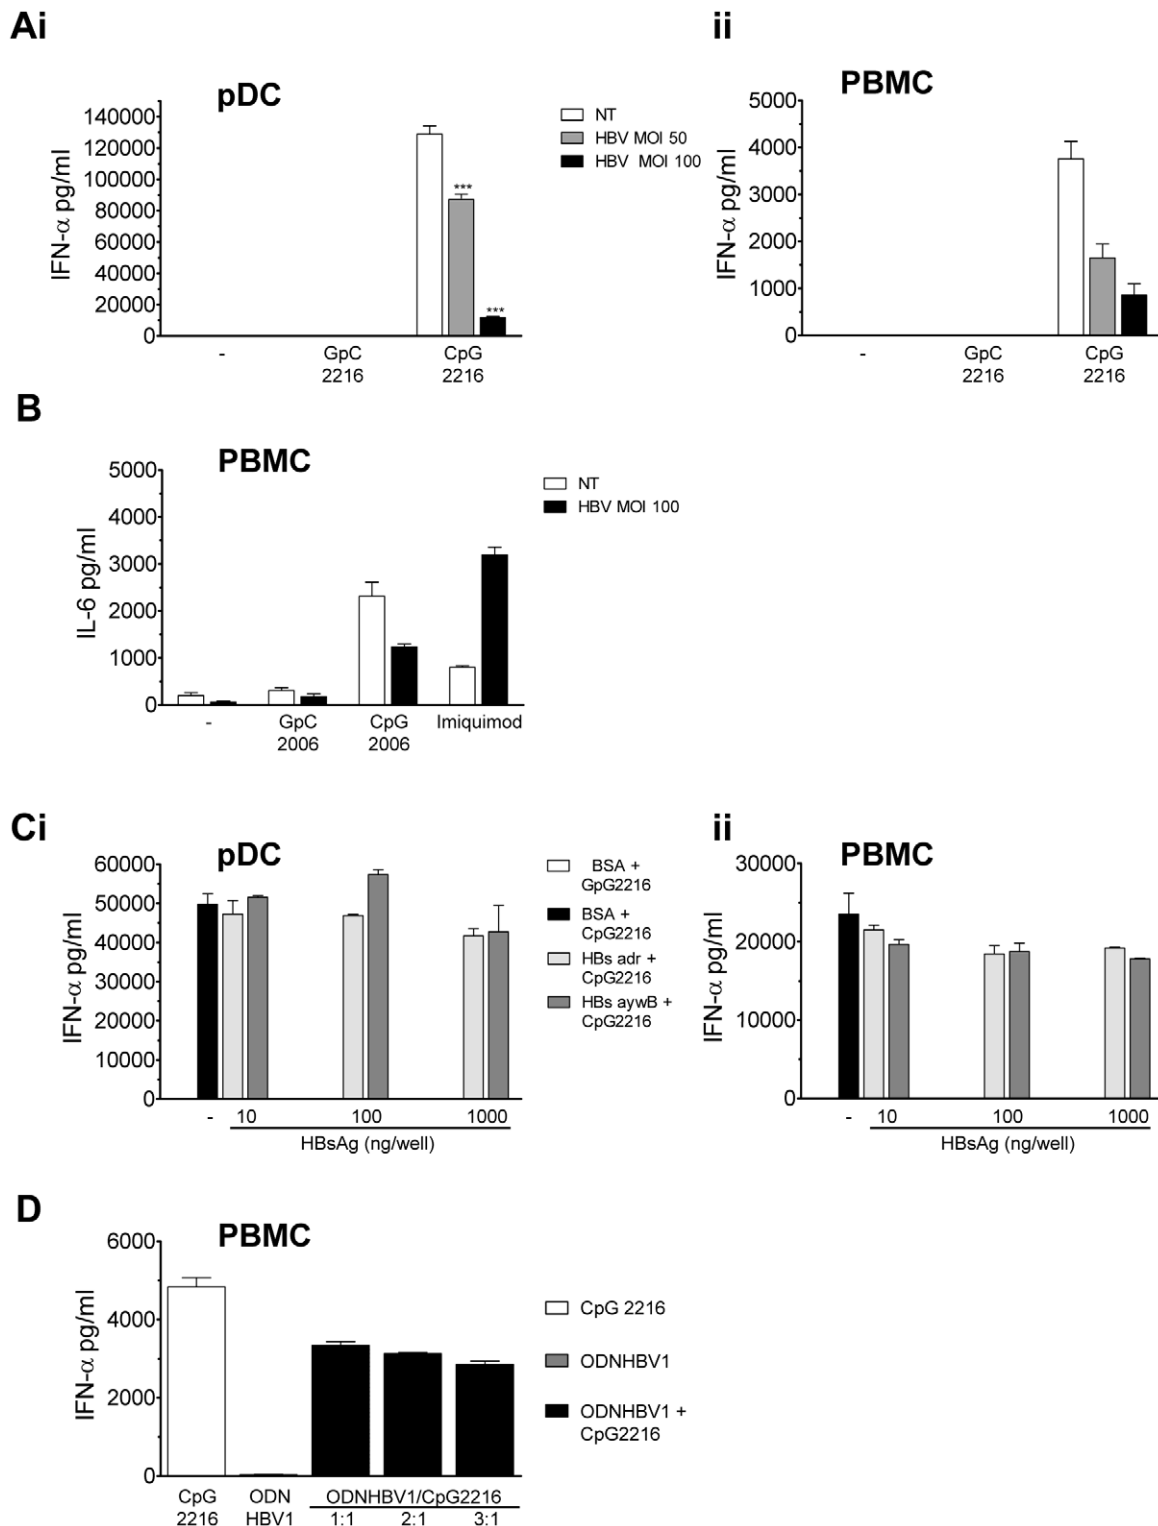 Ai
pDC
IFN-α pg/ml
140000
120000
100000
80000
60000
40000
20000
0
***
***
-
GpC
2216
CpG
2216
NT
HBV MOI 50
HBV MOI 100
ii
PBMC
IFN-α pg/ml
5000
4000
3000
2000
1000
0
-
GpC
2216
CpG
2216
B
PBMC
IL-6 pg/ml
5000
4000
3000
2000
1000
0
-
GpC
2006
CpG
2006
Imiquimod
NT
HBV MOI 100
Ci
pDC
IFN-α pg/ml
60000
50000
40000
30000
20000
10000
0
- 10 100 1000
HBsAg (ng/well)
BSA +
GpG2216
BSA +
CpG2216
HBs adr +
CpG2216
HBs aywB +
CpG2216
ii
PBMC
IFN-α pg/ml
30000
20000
10000
0
- 10 100 1000
HBsAg (ng/well)
D
PBMC
IFN-α pg/ml
6000
4000
2000
0
CpG
2216
ODN
HBV1
ODNHBV1/CpG2216
1:1 2:1 3:1
CpG 2216
ODNHBV1
ODNHBV1 +
CpG2216